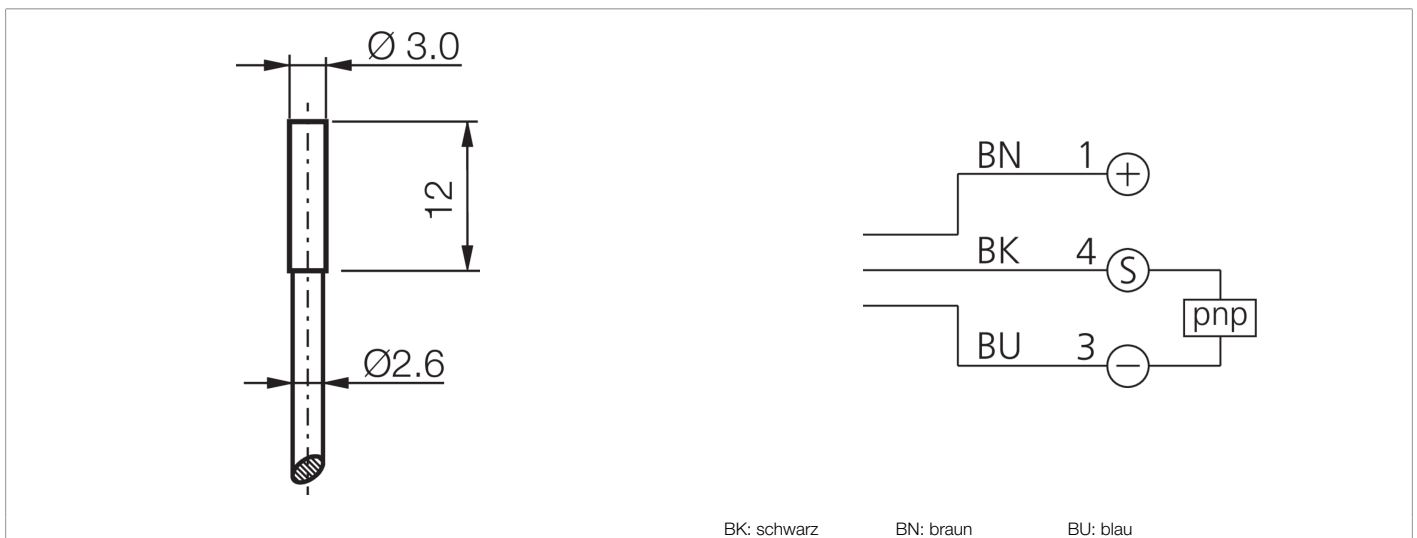 Ø 3.0
12
Ø2.6
BN 1 +
BK 4 S
pnp
BU 3 −
BK: schwarz BN: braun BU: blau